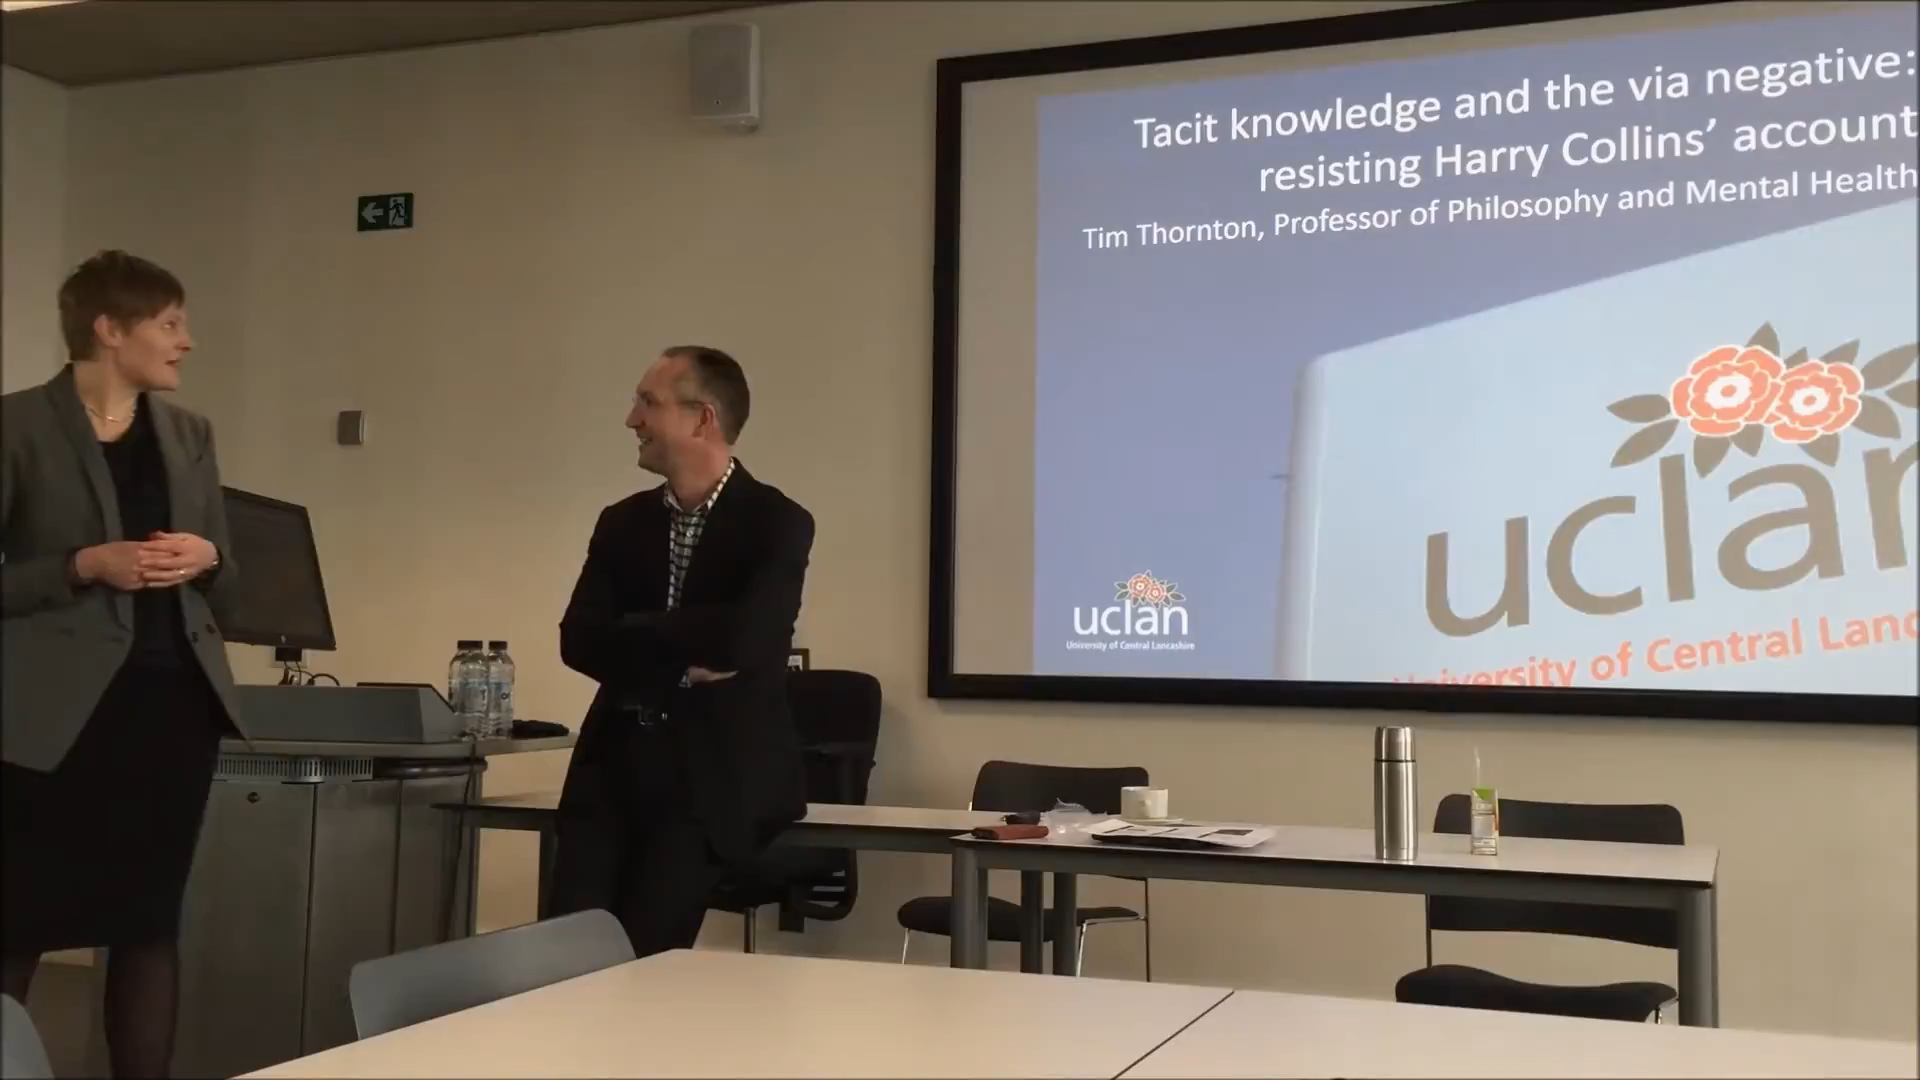 Tacit knowledge and the via negative:
resisting Harry Collins’ account
Tim Thornton, Professor of Philosophy and Mental Health
uclan
University of Central Lancashire
uclan
University of Central Lanc